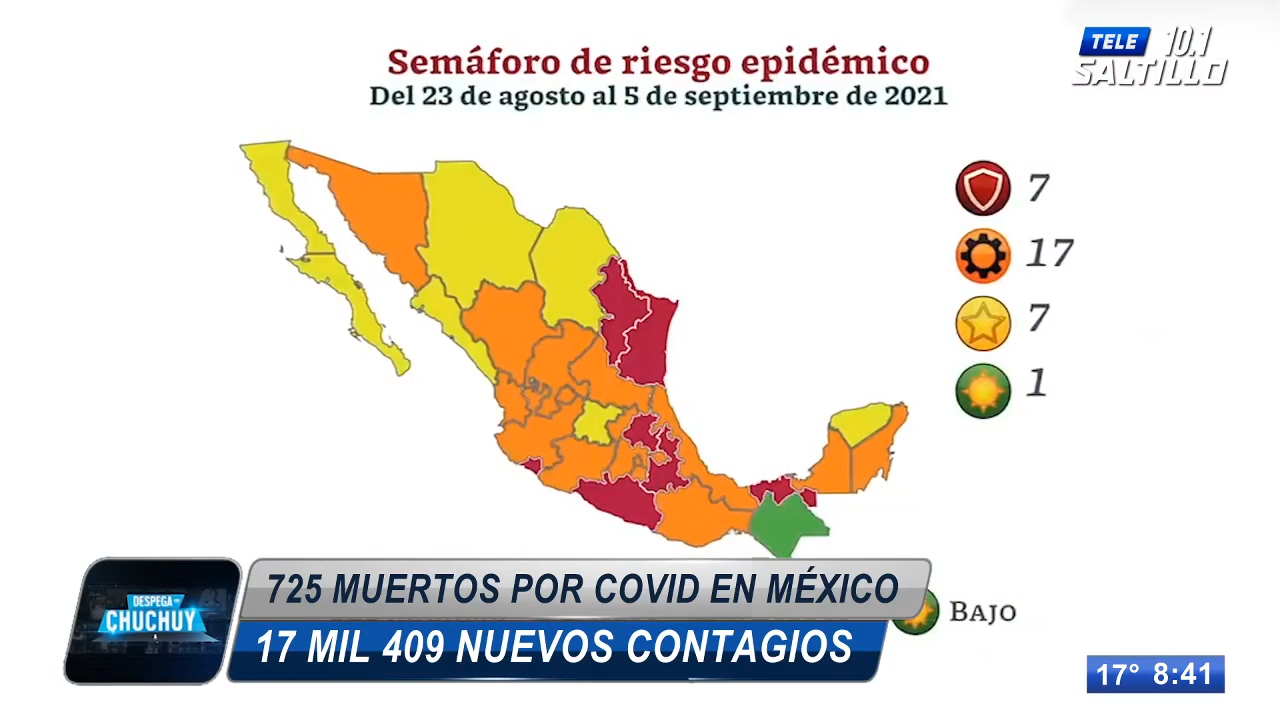 Semáforo de riesgo epidémico
Del 23 de agosto al 5 de septiembre de 2021
TELE 10.1
SALTILLO
7
17
7
1
725 MUERTOS POR COVID EN MÉXICO
17 MIL 409 NUEVOS CONTAGIOS
DESPEGA
CHUCHUY
BAJO
17° 8:41